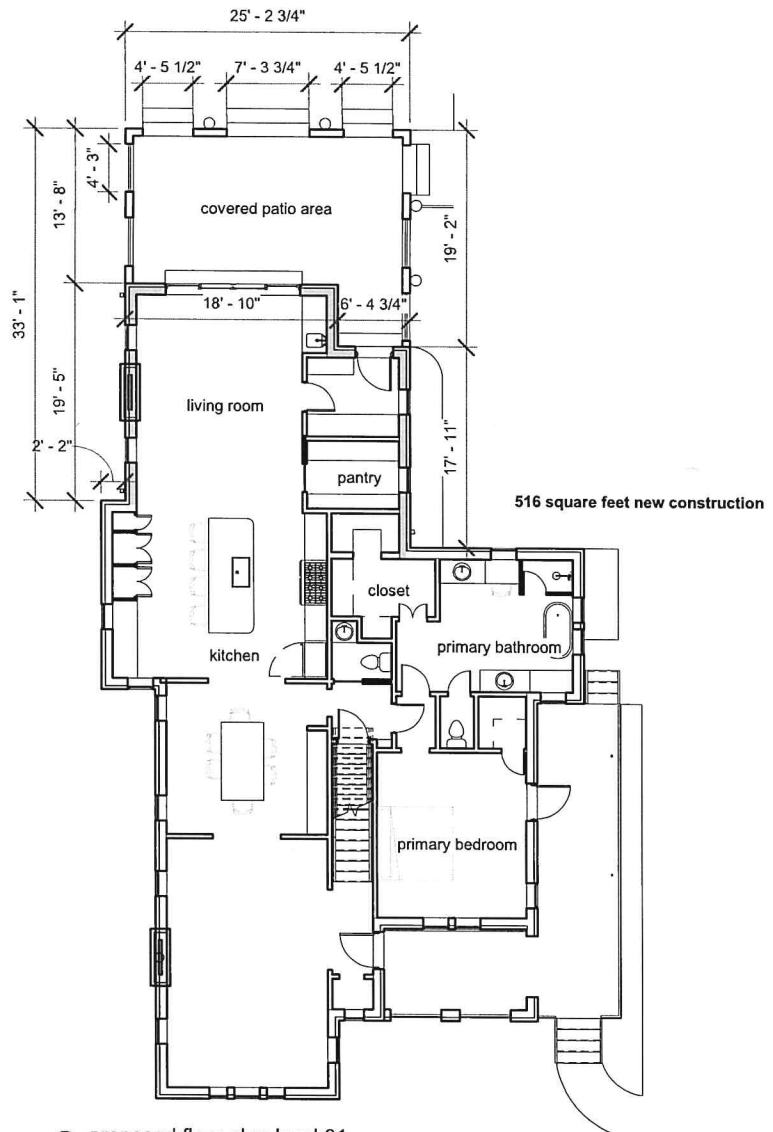 25' - 2 3/4"
4' - 5 1/2"
7' - 3 3/4"
4' - 5 1/2"
4' - 3"
13' - 8"
covered patio area
19' - 2"
33' - 1"
18' - 10"
6' - 4 3/4"
19' - 5"
living room
2' - 2"
17' - 11"
pantry
516 square feet new construction
closet
primary bathroom
kitchen
primary bedroom